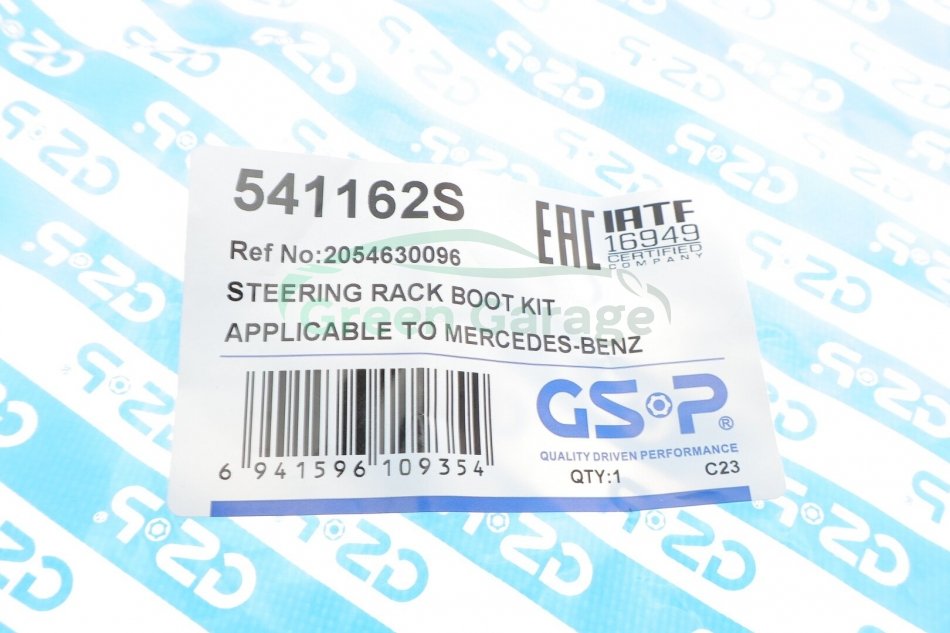 541162S
EAC
IATF
16949
CERTIFIED
COMPANY
Ref No:2054630096
STEERING RACK BOOT KIT
Green Garage
APPLICABLE TO MERCEDES-BENZ
GSP®
QUALITY DRIVEN PERFORMANCE
6 941596 109354
QTY:1
C23